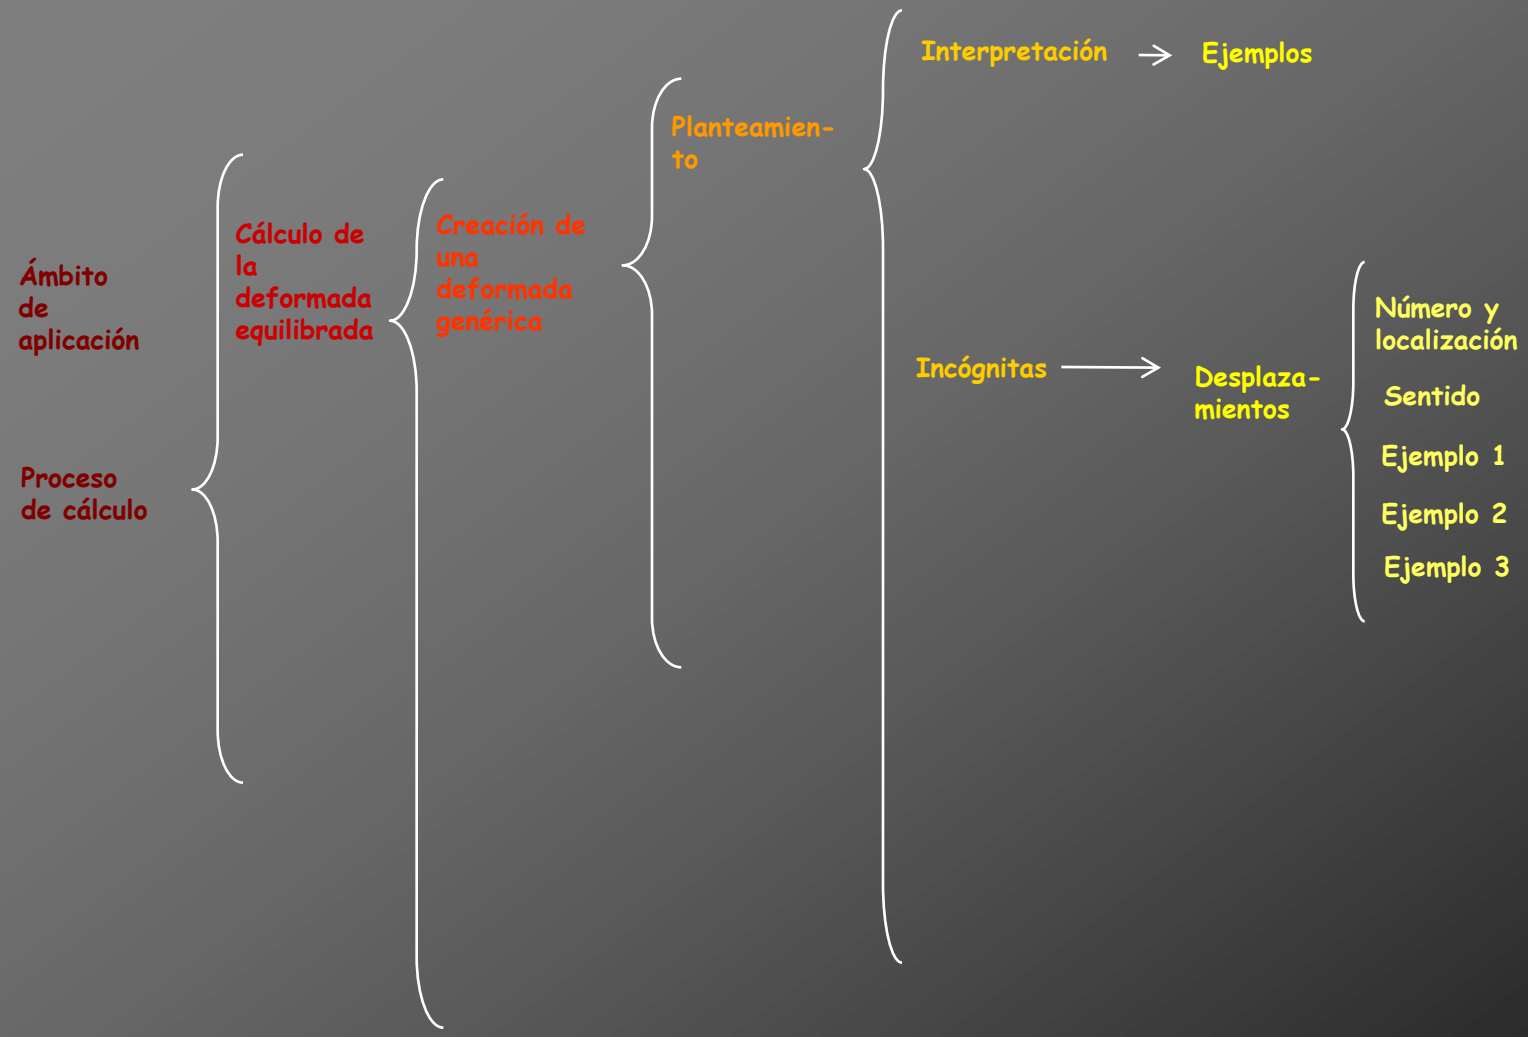 Ámbito
de
aplicación
Proceso
de cálculo
Cálculo de
la
deformada
equilibrada
Creación de
una
deformada
genérica
Planteamien-
to
Interpretación
Ejemplos
Incógnitas
Desplaza-
mientos
Número y
localización
Sentido
Ejemplo 1
Ejemplo 2
Ejemplo 3